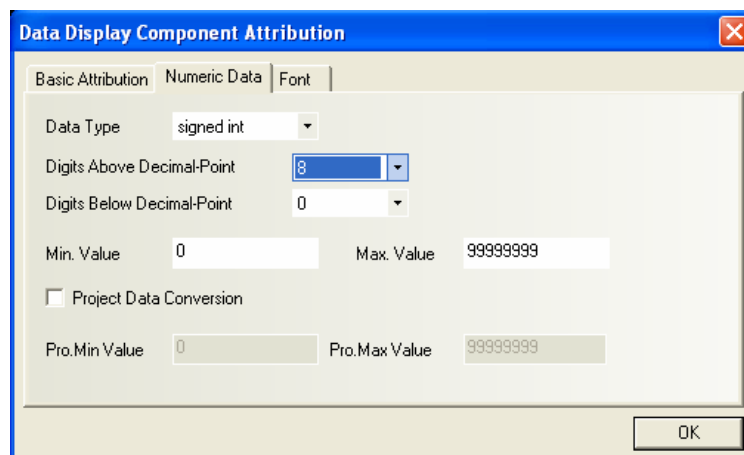 Data Display Component Attribution
Basic Attribution Numeric Data Font
Data Type signed int
Digits Above Decimal-Point 8
Digits Below Decimal-Point 0
Min. Value 0 Max. Value 99999999
Project Data Conversion
Pro.Min Value 0 Pro.Max Value 99999999
OK